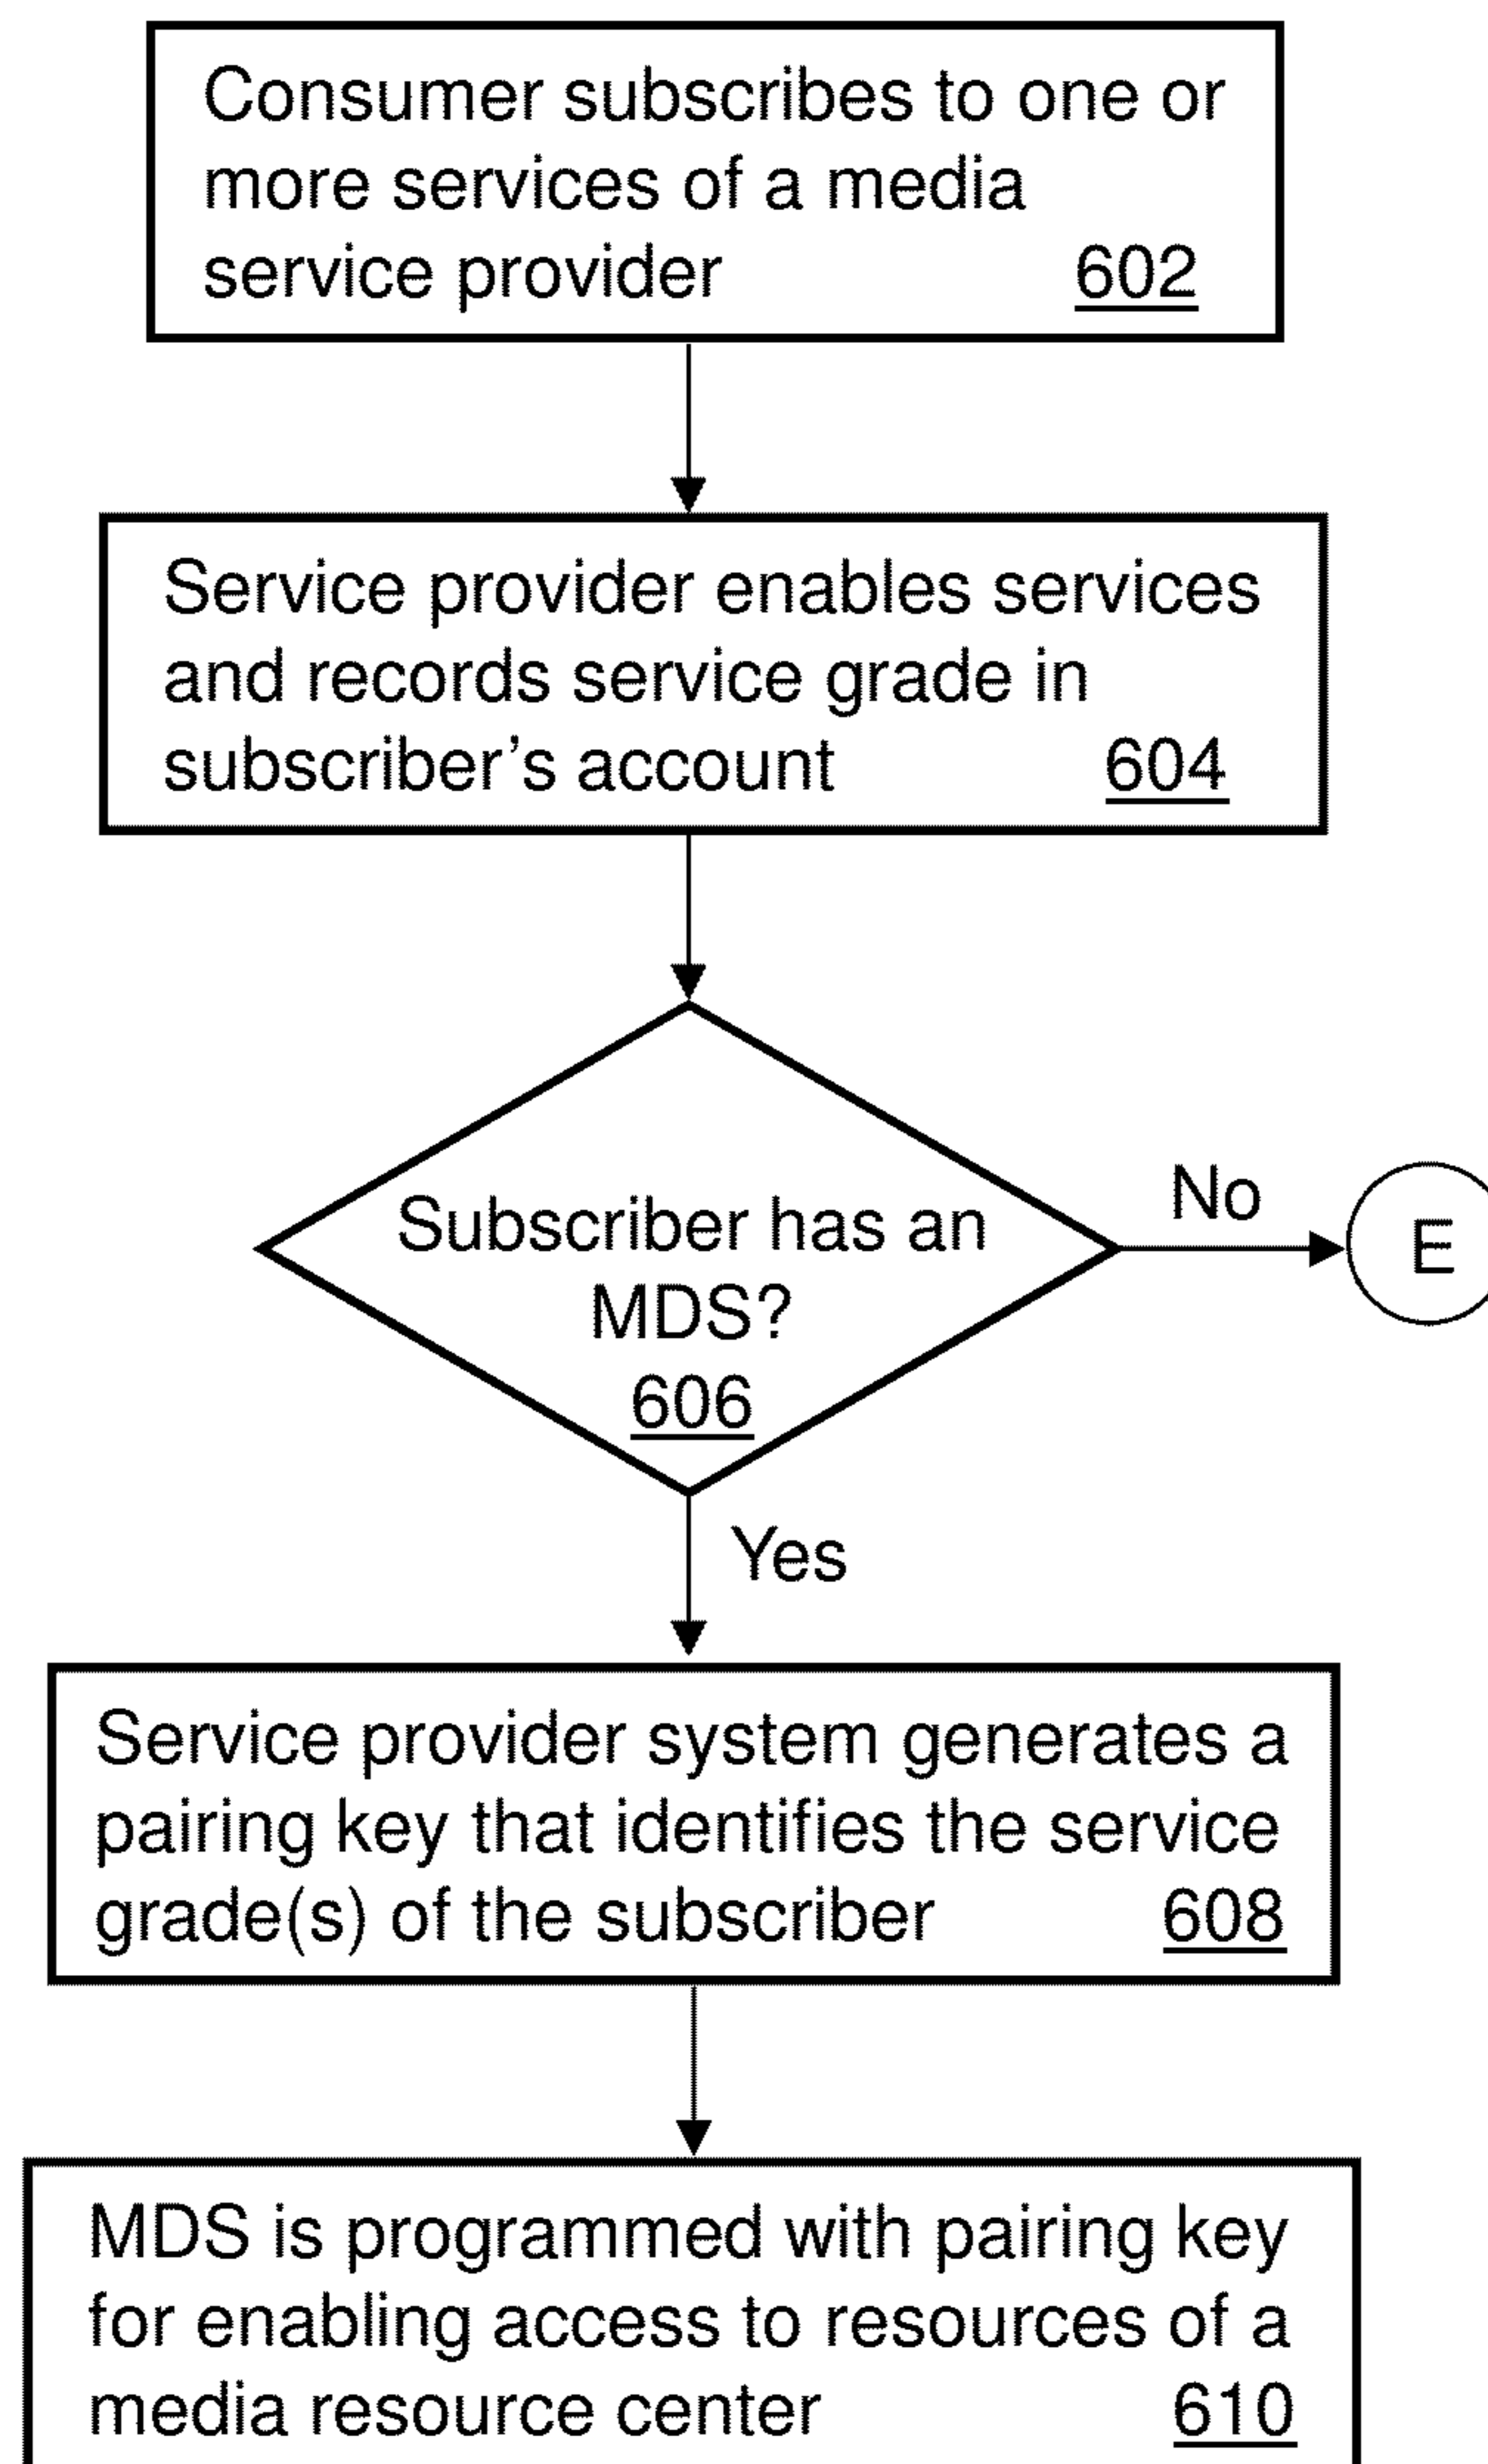 Consumer subscribes to one or
more services of a media
service provider 602
Service provider enables services
and records service grade in
subscriber's account 604
Subscriber has an
MDS?
606
No
E
Yes
Service provider system generates a
pairing key that identifies the service
grade(s) of the subscriber 608
MDS is programmed with pairing key
for enabling access to resources of a
media resource center 610